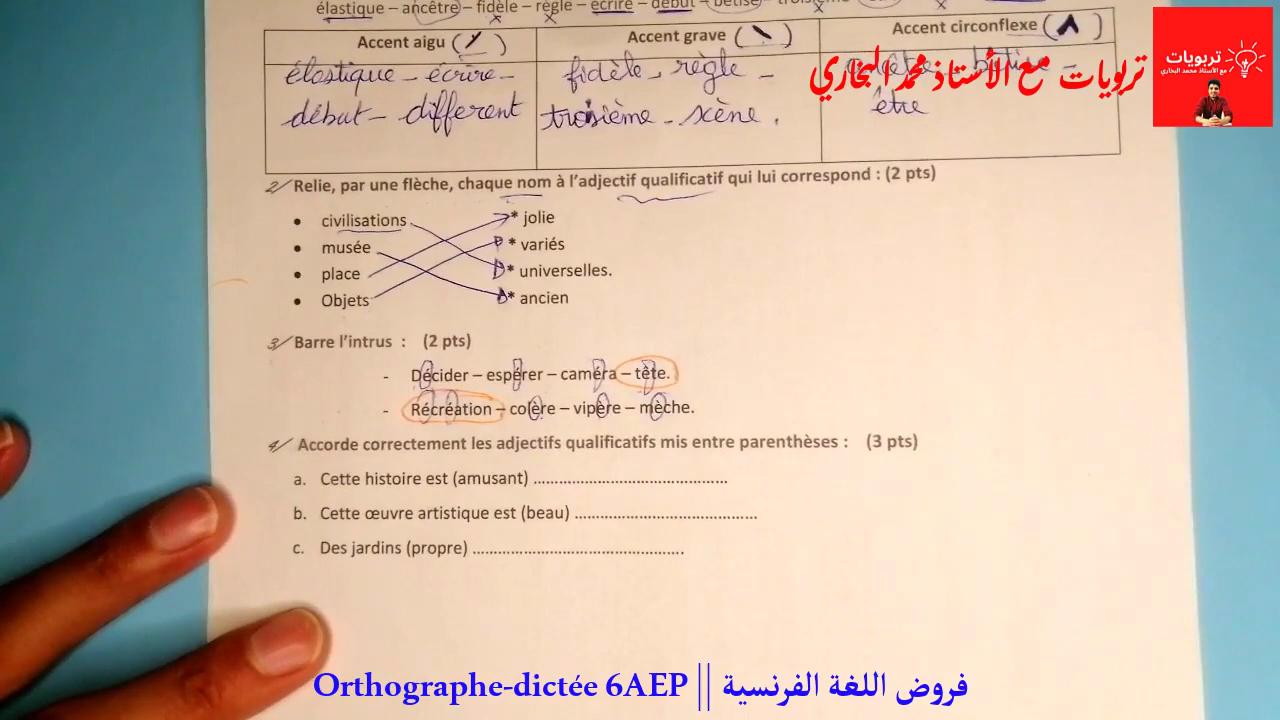 élastique – ancêtre – fidèle – règle – écrire – début – bêtise –
Accent aigu (/) Accent grave (\) Accent circonflexe (∧)
élastique – écrire – fidèle – règle –
début – différent troisième – scène. être
تربويات مع الأستاذ محمد البخاري
تربويات
مع الأستاذ محمد البخاري
2/ Relie, par une flèche, chaque nom à l'adjectif qualificatif qui lui correspond : (2 pts)
• civilisations * jolie
• musée * variés
• place * universelles.
• Objets * ancien
3/ Barre l'intrus : (2 pts)
- Décider – espérer – caméra – tête.
- Récréation – colère – vipère – mèche.
4/ Accorde correctement les adjectifs qualificatifs mis entre parenthèses : (3 pts)
a. Cette histoire est (amusant) ............................................
b. Cette œuvre artistique est (beau) ..........................................
c. Des jardins (propre) ................................................
Orthographe-dictée 6AEP || فروض اللغة الفرنسية